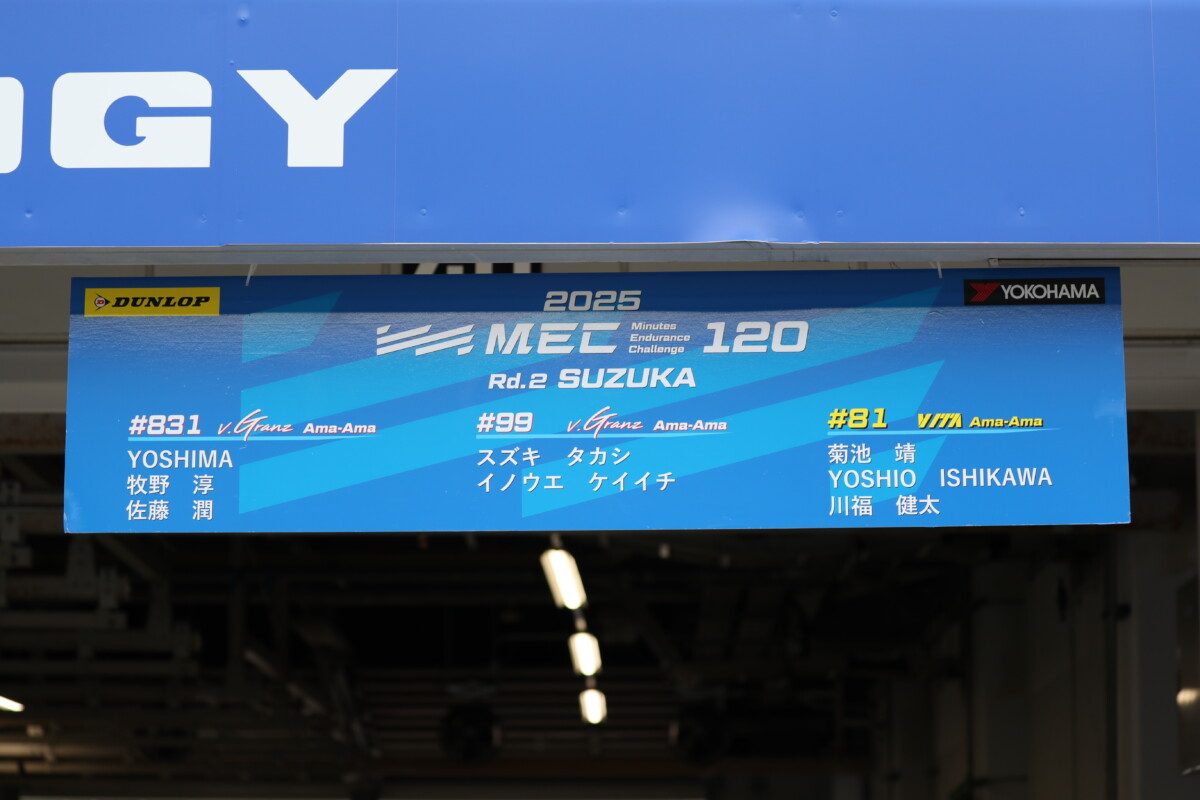 GY
DUNLOP
YOKOHAMA
2025
MEC Minutes Endurance Challenge 120
Rd.2 SUZUKA
#831 v.Granz Ama-Ama
YOSHIMA
牧野 淳
佐藤 潤
#99 v.Granz Ama-Ama
スズキ タカシ
イノウエ ケイイチ
#81 VITA Ama-Ama
菊池 靖
YOSHIO ISHIKAWA
川福 健太